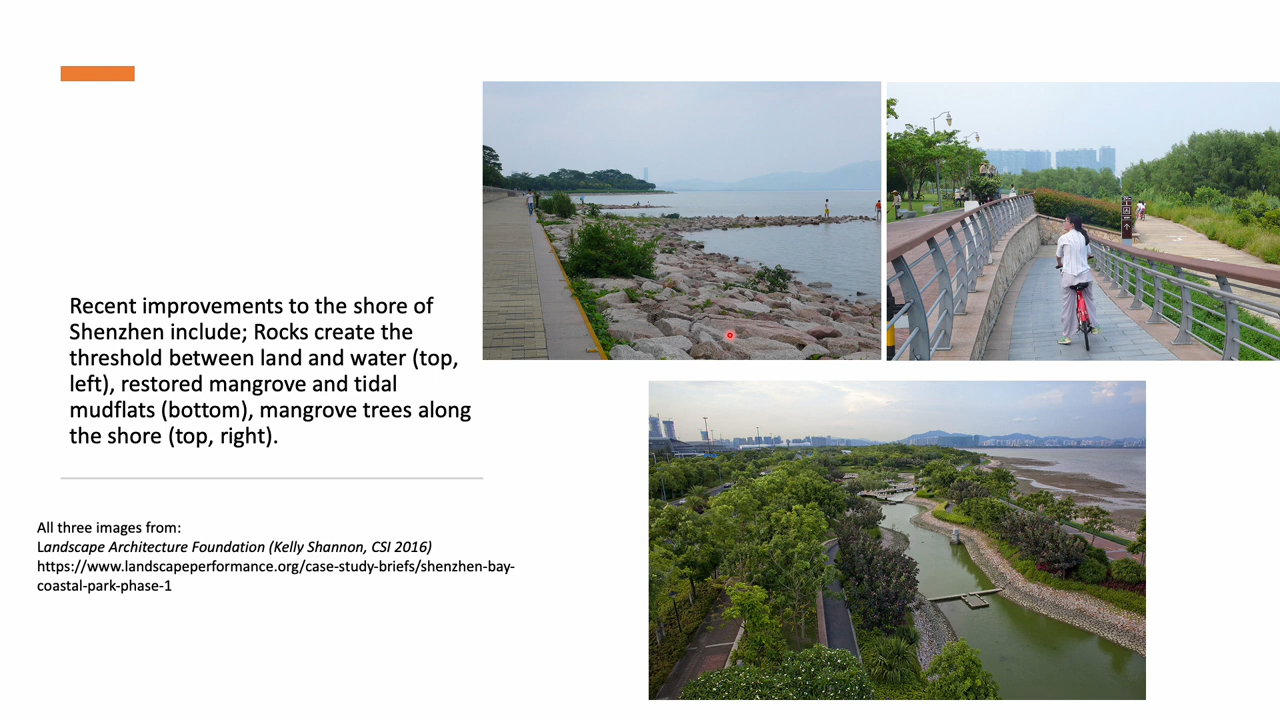 Recent improvements to the shore of
Shenzhen include; Rocks create the
threshold between land and water (top,
left), restored mangrove and tidal
mudflats (bottom), mangrove trees along
the shore (top, right).
All three images from:
Landscape Architecture Foundation (Kelly Shannon, CSI 2016)
https://www.landscapeperformance.org/case-study-briefs/shenzhen-bay-
coastal-park-phase-1